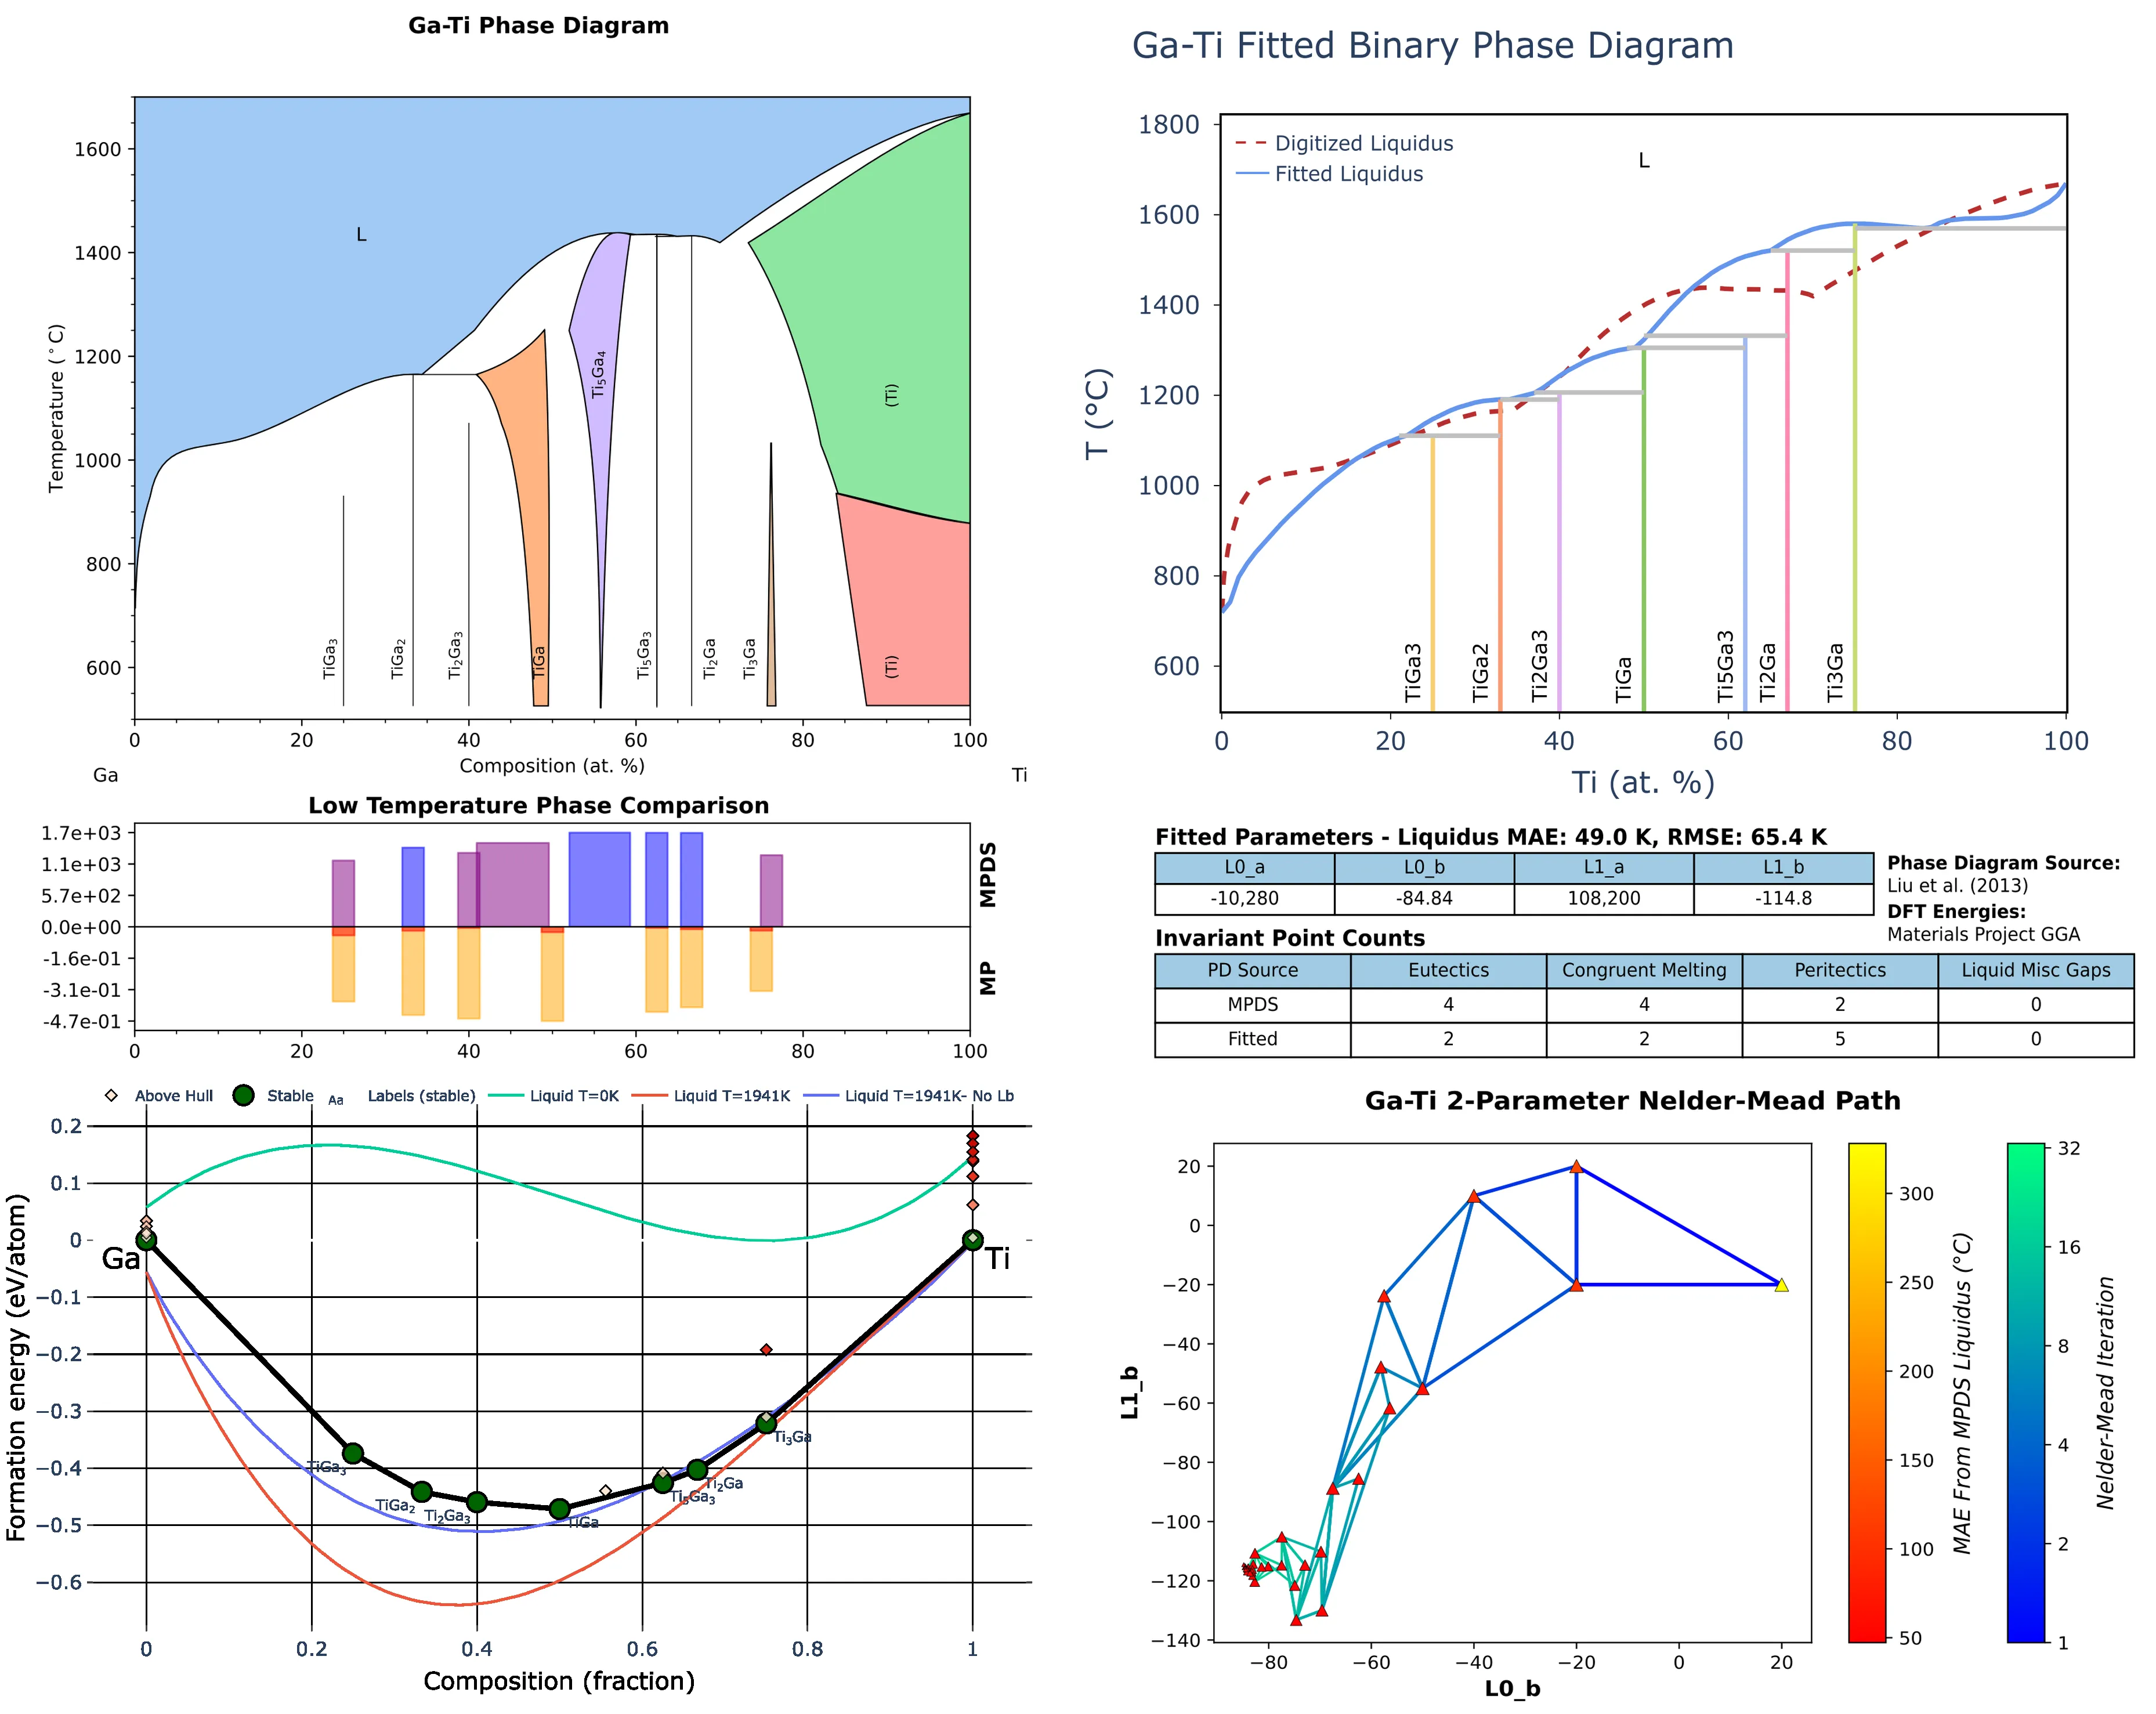 Ga-Ti Phase Diagram
1600
1400
1200
1000
800
600
Temperature (°C)
L
TiGa₃
TiGa₂
Ti₂Ga₃
TiGa
Ti₅Ga₄
Ti₅Ga₃
Ti₂Ga
Ti₃Ga
(Ti)
(Ti)
0 20 40 60 80 100
Composition (at. %)
Ga Ti
Ga-Ti Fitted Binary Phase Diagram
Digitized Liquidus
Fitted Liquidus
L
1800
1600
1400
1200
1000
800
600
T (°C)
TiGa3
TiGa2
Ti2Ga3
TiGa
Ti5Ga3
Ti2Ga
Ti3Ga
0 20 40 60 80 100
Ti (at. %)
Low Temperature Phase Comparison
1.7e+03
1.1e+03
5.7e+02
0.0e+00
-1.6e-01
-3.1e-01
-4.7e-01
MPDS
MP
0 20 40 60 80 100
Fitted Parameters - Liquidus MAE: 49.0 K, RMSE: 65.4 K
L0_a L0_b L1_a L1_b
-10,280 -84.84 108,200 -114.8
Phase Diagram Source:
Liu et al. (2013)
DFT Energies:
Materials Project GGA
Invariant Point Counts
PD Source Eutectics Congruent Melting Peritectics Liquid Misc Gaps
MPDS 4 4 2 0
Fitted 2 2 5 0
Above Hull Stable Aa Labels (stable) Liquid T=0K Liquid T=1941K Liquid T=1941K- No Lb
0.2
0.1
0
−0.1
−0.2
−0.3
−0.4
−0.5
−0.6
Formation energy (eV/atom)
Ga
Ti
TiGa₃
TiGa₂
Ti₂Ga₃
TiGa
Ti₅Ga₃
Ti₂Ga
Ti₃Ga
0 0.2 0.4 0.6 0.8 1
Composition (fraction)
Ga-Ti 2-Parameter Nelder-Mead Path
20
0
−20
−40
−60
−80
−100
−120
−140
L1_b
−80 −60 −40 −20 0 20
L0_b
300
250
200
150
100
50
MAE From MPDS Liquidus (°C)
32
16
8
4
2
1
Nelder-Mead Iteration